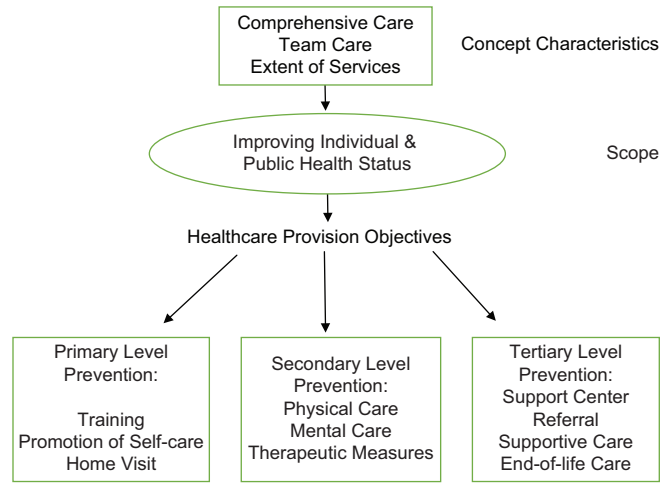 Comprehensive Care
Team Care
Extent of Services
Concept Characteristics
Improving Individual &
Public Health Status
Scope
Healthcare Provision Objectives
Primary Level
Prevention:
Training
Promotion of Self-care
Home Visit
Secondary Level
Prevention:
Physical Care
Mental Care
Therapeutic Measures
Tertiary Level
Prevention:
Support Center
Referral
Supportive Care
End-of-life Care